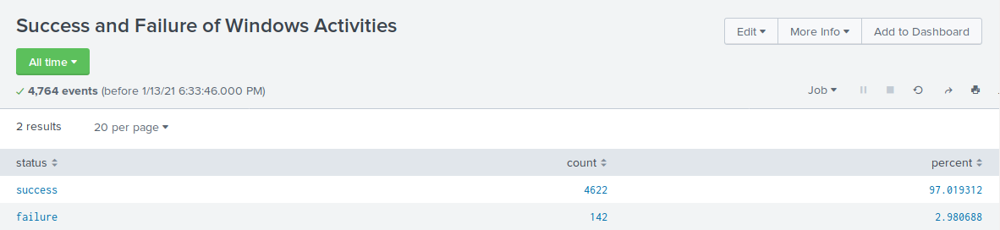 Success and Failure of Windows Activities
Edit More Info Add to Dashboard
All time
4,764 events (before 1/13/21 6:33:46.000 PM)
Job
2 results 20 per page
status count percent
success 4622 97.019312
failure 142 2.980688